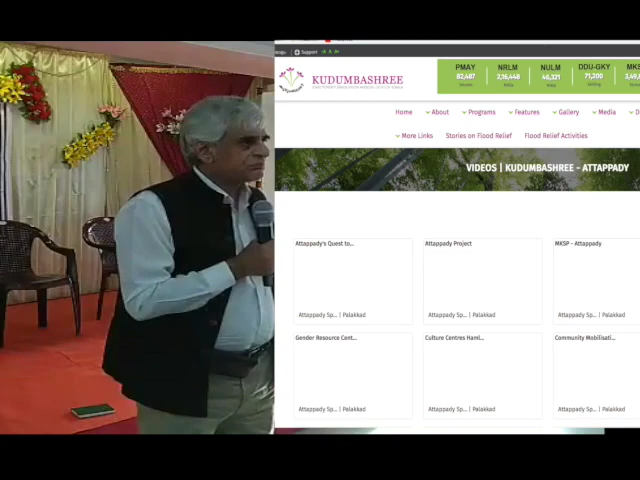 Support -A A A+
KUDUMBASHREE
PMAY NRLM NULM DDU-GKY
82,487 2,16,448 46,321 71,200
Home About Programs Features Gallery Media
More Links Stories on Flood Relief Flood Relief Activities
VIDEOS | KUDUMBASHREE - ATTAPPADY
Attappady's Quest to... Attappady Project MKSP - Attappady
Attappady Sp... | Palakkad Attappady Sp... | Palakkad Attappady Sp... | Palakkad
Gender Resource Cent... Culture Centres Haml... Community Mobilisati...
Attappady Sp... | Palakkad Attappady Sp... | Palakkad Attappady Sp... | Palakkad